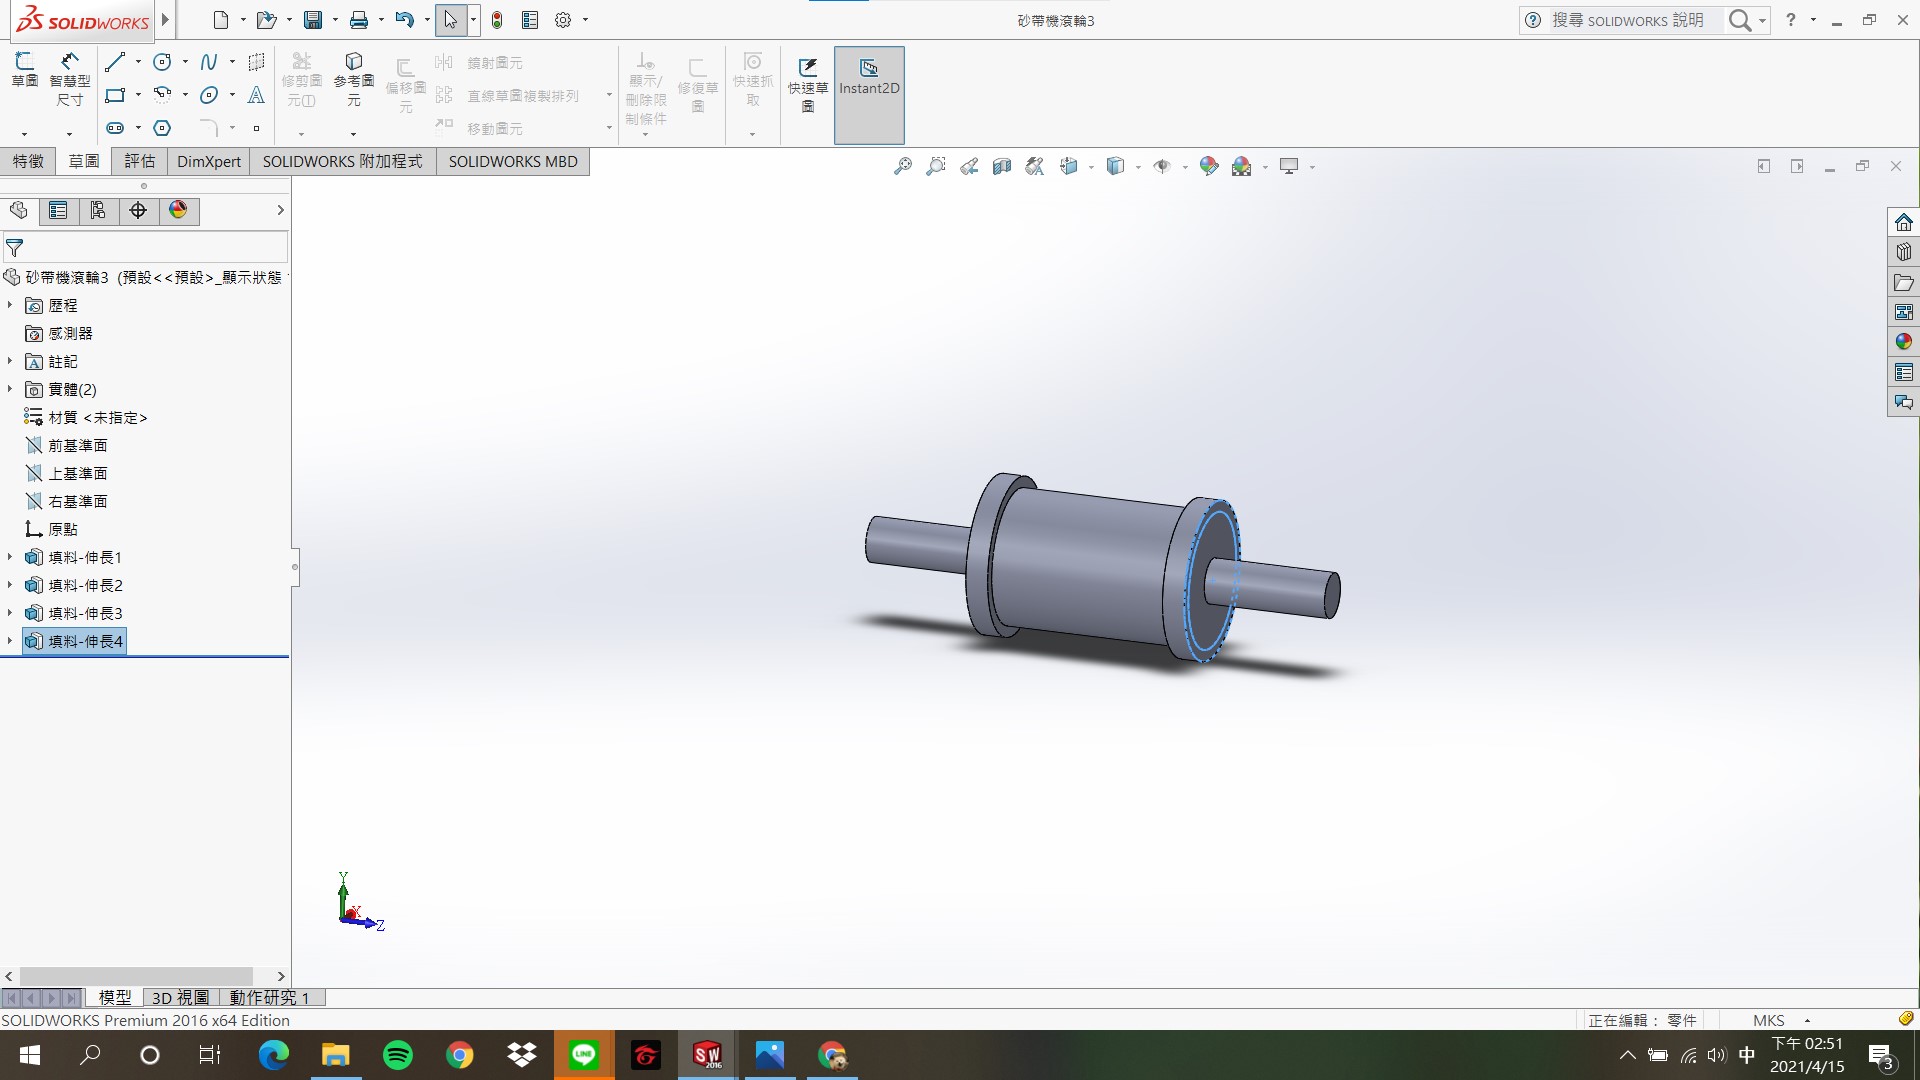 SOLIDWORKS
砂帶機滾輪3
搜尋 SOLIDWORKS 說明
草圖
智慧型尺寸
修剪圖元(I)
參考圖元
偏移圖元
鏡射圖元
直線草圖複製排列
移動圖元
顯示/刪除限制條件
修復草圖
快速抓取
快速草圖
Instant2D
特徵
草圖
評估
DimXpert
SOLIDWORKS 附加程式
SOLIDWORKS MBD
砂帶機滾輪3 (預設<<預設>_顯示狀態
歷程
感測器
註記
實體(2)
材質 <未指定>
前基準面
上基準面
右基準面
原點
填料-伸長1
填料-伸長2
填料-伸長3
填料-伸長4
Y
X
Z
模型
3D 視圖
動作研究 1
SOLIDWORKS Premium 2016 x64 Edition
正在編輯： 零件
MKS
LINE
SW
2016
中
下午 02:51
2021/4/15
3